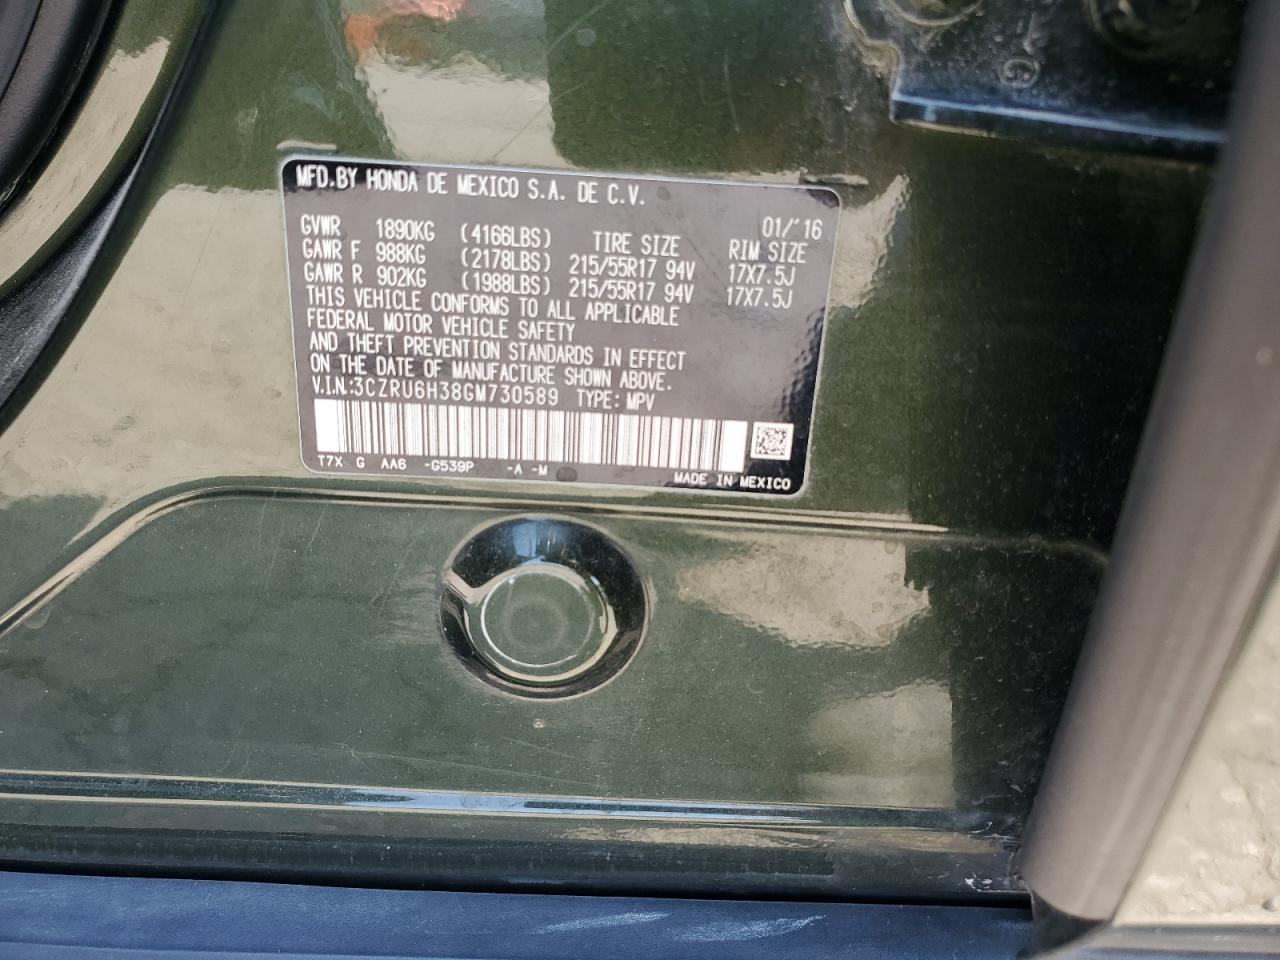 MFD.BY HONDA DE MEXICO S.A. DE C.V.
01/'16
GVWR 1890KG (4166LBS) TIRE SIZE RIM SIZE
GAWR F 988KG (2178LBS) 215/55R17 94V 17X7.5J
GAWR R 902KG (1988LBS) 215/55R17 94V 17X7.5J
THIS VEHICLE CONFORMS TO ALL APPLICABLE
FEDERAL MOTOR VEHICLE SAFETY
AND THEFT PREVENTION STANDARDS IN EFFECT
ON THE DATE OF MANUFACTURE SHOWN ABOVE.
V.I.N:3CZRU6H38GM730589 TYPE: MPV
T7X G AA6 -G539P -A -M
MADE IN MEXICO
G